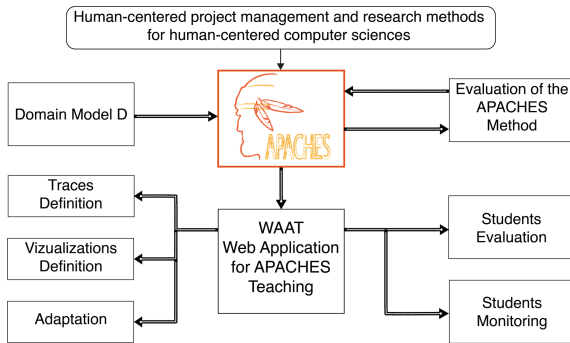 Human-centered project management and research methods
for human-centered computer sciences
Domain Model D
APACHES
Evaluation of the
APACHES
Method
Traces
Definition
Vizualizations
Definition
Adaptation
WAAT
Web Application
for APACHES
Teaching
Students
Evaluation
Students
Monitoring